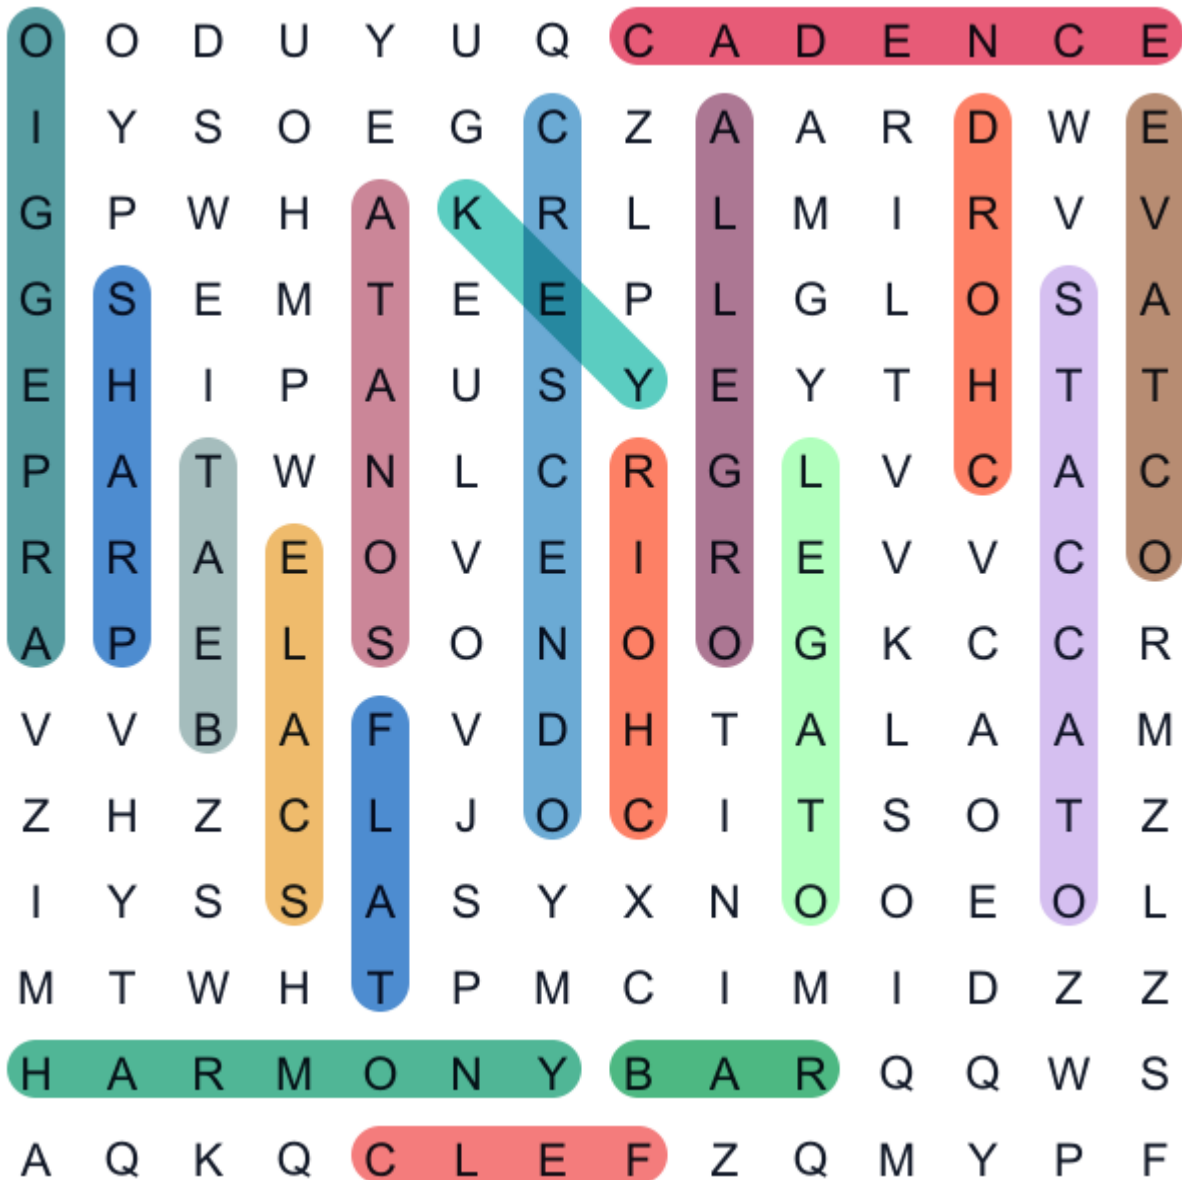 O O D U Y U Q C A D E N C E
I Y S O E G C Z A A R D W E
G P W H A K R L L M I R V V
G S E M T E E P L G L O S A
E H I P A U S Y E Y T H T T
P A T W N L C R G L V C A C
R R A E O V E I R E V V C O
A P E L S O N O O G K C C R
V V B A F V D H T A L A A M
Z H Z C L J O C I T S O T Z
I Y S S A S Y X N O O E O L
M T W H T P M C I M I D Z Z
H A R M O N Y B A R Q Q W S
A Q K Q C L E F Z Q M Y P F